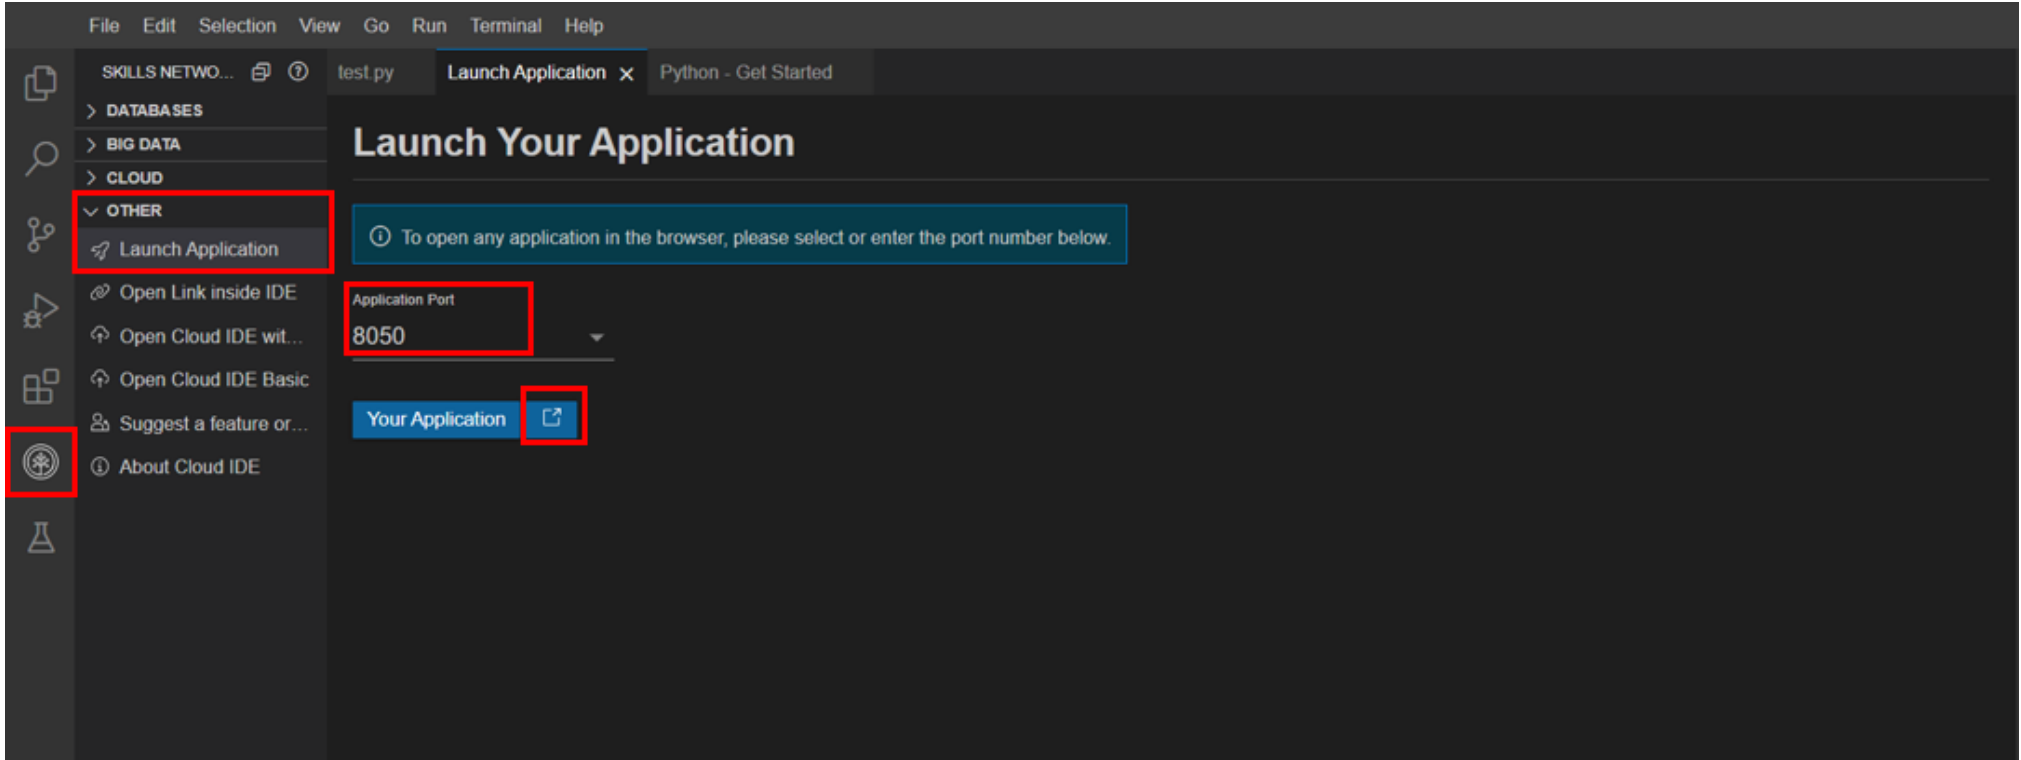 File Edit Selection View Go Run Terminal Help
SKILLS NETWO...
test.py Launch Application Python - Get Started
DATABASES
BIG DATA
CLOUD
OTHER
Launch Application
Open Link inside IDE
Open Cloud IDE wit...
Open Cloud IDE Basic
Suggest a feature or...
About Cloud IDE
Launch Your Application
To open any application in the browser, please select or enter the port number below.
Application Port
8050
Your Application